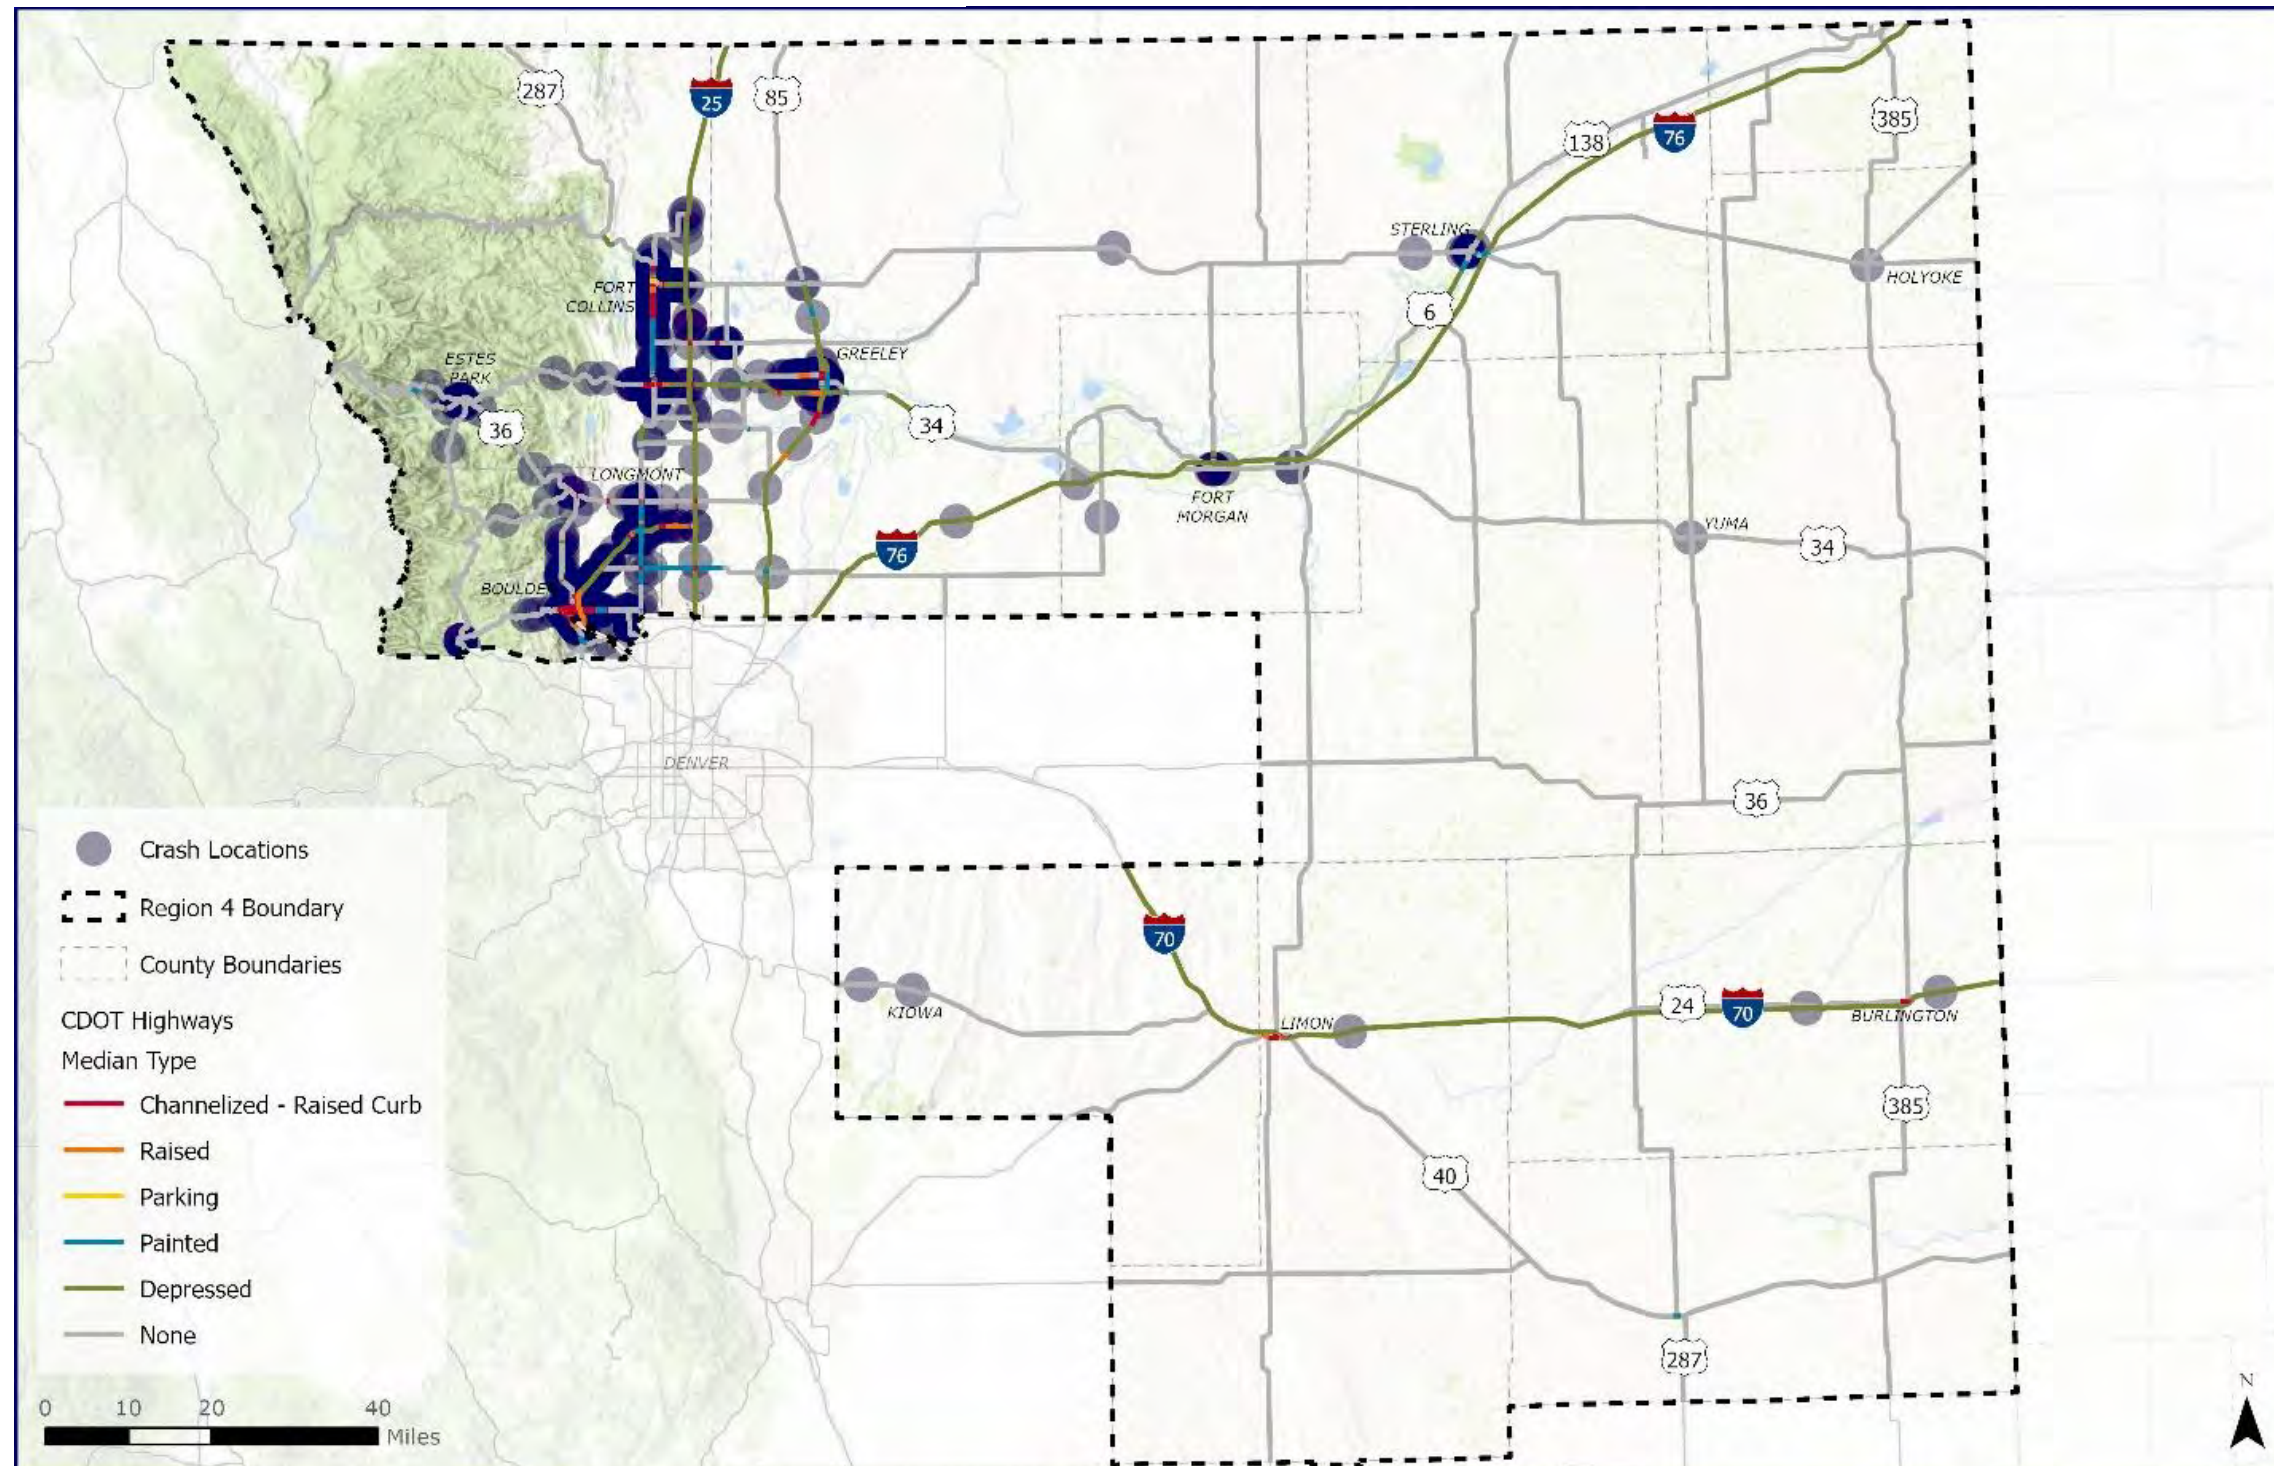 287
25
85
138
76
385
STERLING
HOLYOKE
FORT
COLLINS
6
ESTES
PARK
GREELEY
36
34
LONGMONT
FORT
MORGAN
YUMA
34
76
BOULDE
DENVER
36
70
KIOWA
LIMON
24
70
BURLINGTON
385
40
287
Crash Locations
Region 4 Boundary
County Boundaries
CDOT Highways
Median Type
Channelized - Raised Curb
Raised
Parking
Painted
Depressed
None
0 10 20 40
Miles
N